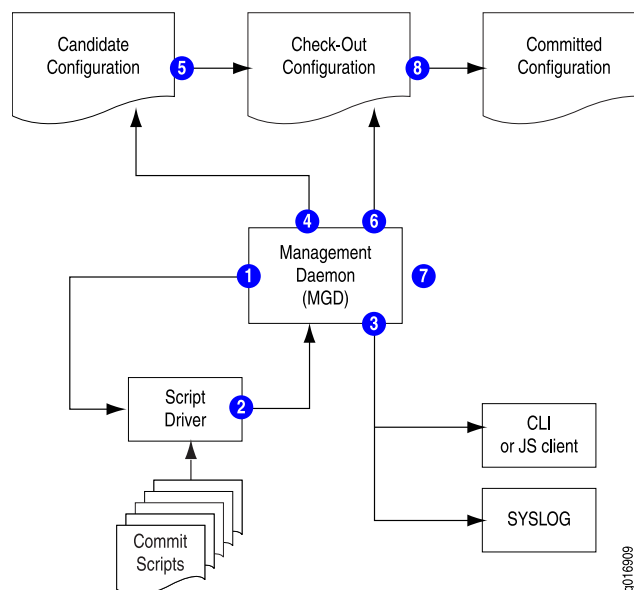 Candidate
Configuration
5
Check-Out
Configuration
8
Committed
Configuration
4
6
1
Management
Daemon
(MGD)
7
3
Script
Driver
2
CLI
or JS client
SYSLOG
Commit
Scripts
g016909